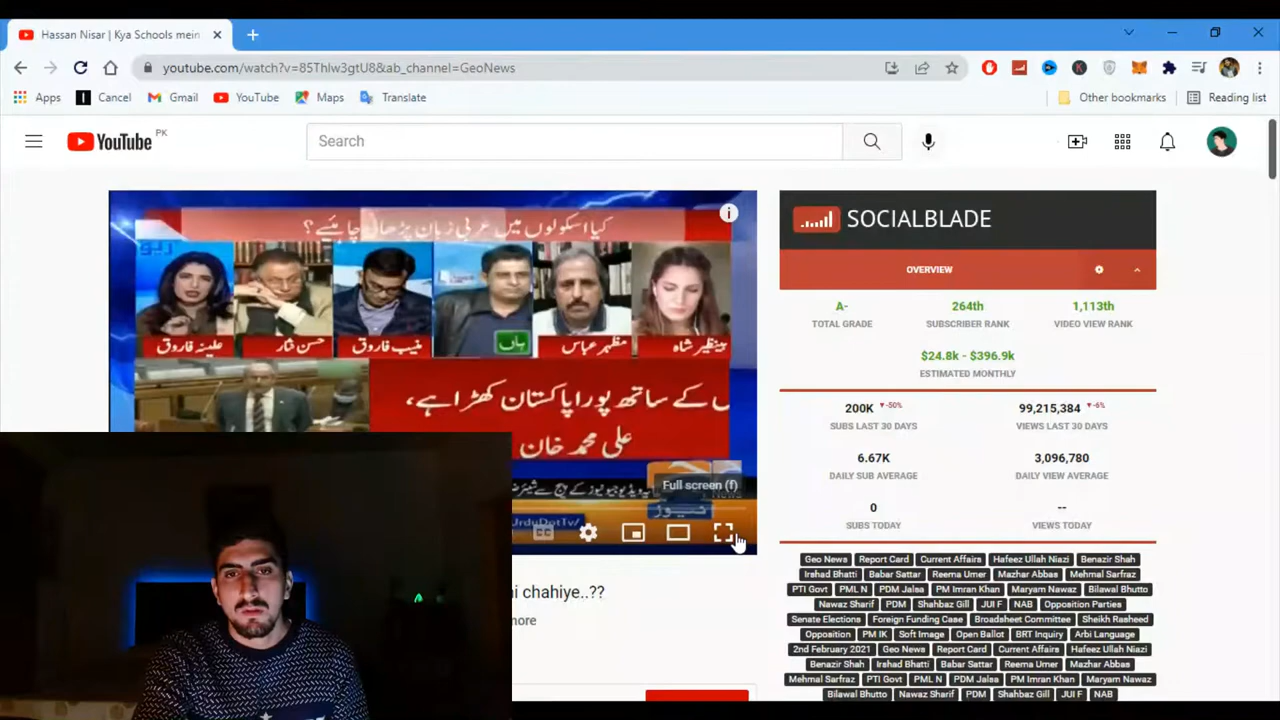 Hassan Nisar | Kya Schools mein
youtube.com/watch?v=85Thlw3gtU8&ab_channel=GeoNews
Apps Cancel Gmail YouTube Maps Translate Other bookmarks Reading list
YouTube PK
Search
کیا اسکولوں میں عربی زبان پڑھانی چاہئیے؟
علینہ فاروق حسن نثار منیب فاروق ہاں مظہر عباس بینظیر شاہ
کے ساتھ پورا پاکستان کھڑا ہے،
علی محمد خان
Full screen (f)
نیوز
UrduDotTv/
i chahiye..??
more
SOCIALBLADE
OVERVIEW
A- 264th 1,113th
TOTAL GRADE SUBSCRIBER RANK VIDEO VIEW RANK
$24.8k - $396.9k
ESTIMATED MONTHLY
200K -50% 99,215,384 -6%
SUBS LAST 30 DAYS VIEWS LAST 30 DAYS
6.67K 3,096,780
DAILY SUB AVERAGE DAILY VIEW AVERAGE
0 --
SUBS TODAY VIEWS TODAY
Geo News Report Card Current Affairs Hafeez Ullah Niazi Benazir Shah
Irshad Bhatti Babar Sattar Reema Umer Mazhar Abbas Mehmal Sarfraz
PTI Govt PML N PDM Jalsa PM Imran Khan Maryam Nawaz Bilawal Bhutto
Nawaz Sharif PDM Shahbaz Gill JUI F NAB Opposition Parties
Senate Elections Foreign Funding Case Broadsheet Committee Sheikh Rasheed
Opposition PM IK Soft Image Open Ballot BRT Inquiry Arbi Language
2nd February 2021 Geo News Report Card Current Affairs Hafeez Ullah Niazi
Benazir Shah Irshad Bhatti Babar Sattar Reema Umer Mazhar Abbas
Mehmal Sarfraz PTI Govt PML N PDM Jalsa PM Imran Khan Maryam Nawaz
Bilawal Bhutto Nawaz Sharif PDM Shahbaz Gill JUI F NAB